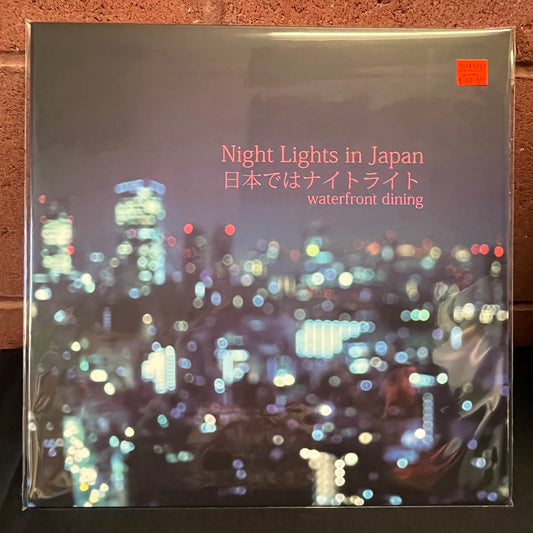 Night Lights in Japan
日本ではナイトライト
waterfront dining